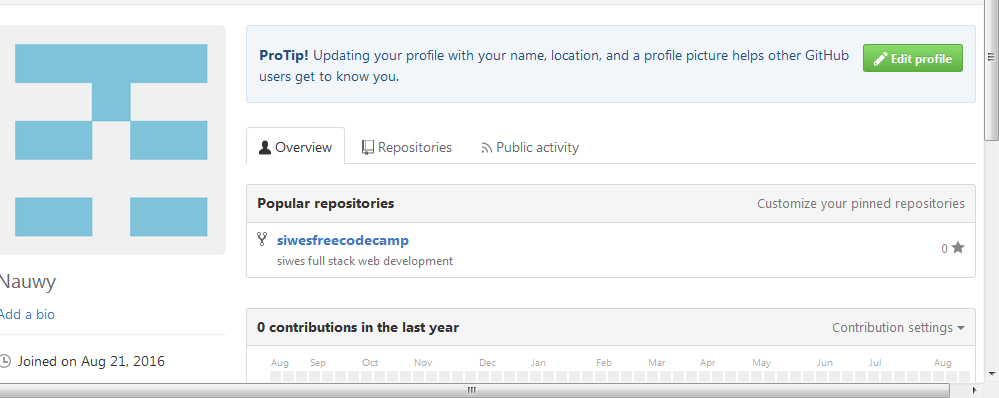 ProTip! Updating your profile with your name, location, and a profile picture helps other GitHub
users get to know you.
Edit profile
Overview
Repositories
Public activity
Popular repositories
Customize your pinned repositories
siwesfreecodecamp
0
siwes full stack web development
Nauwy
Add a bio
Joined on Aug 21, 2016
0 contributions in the last year
Contribution settings
Aug Sep Oct Nov Dec Jan Feb Mar Apr May Jun Jul Aug